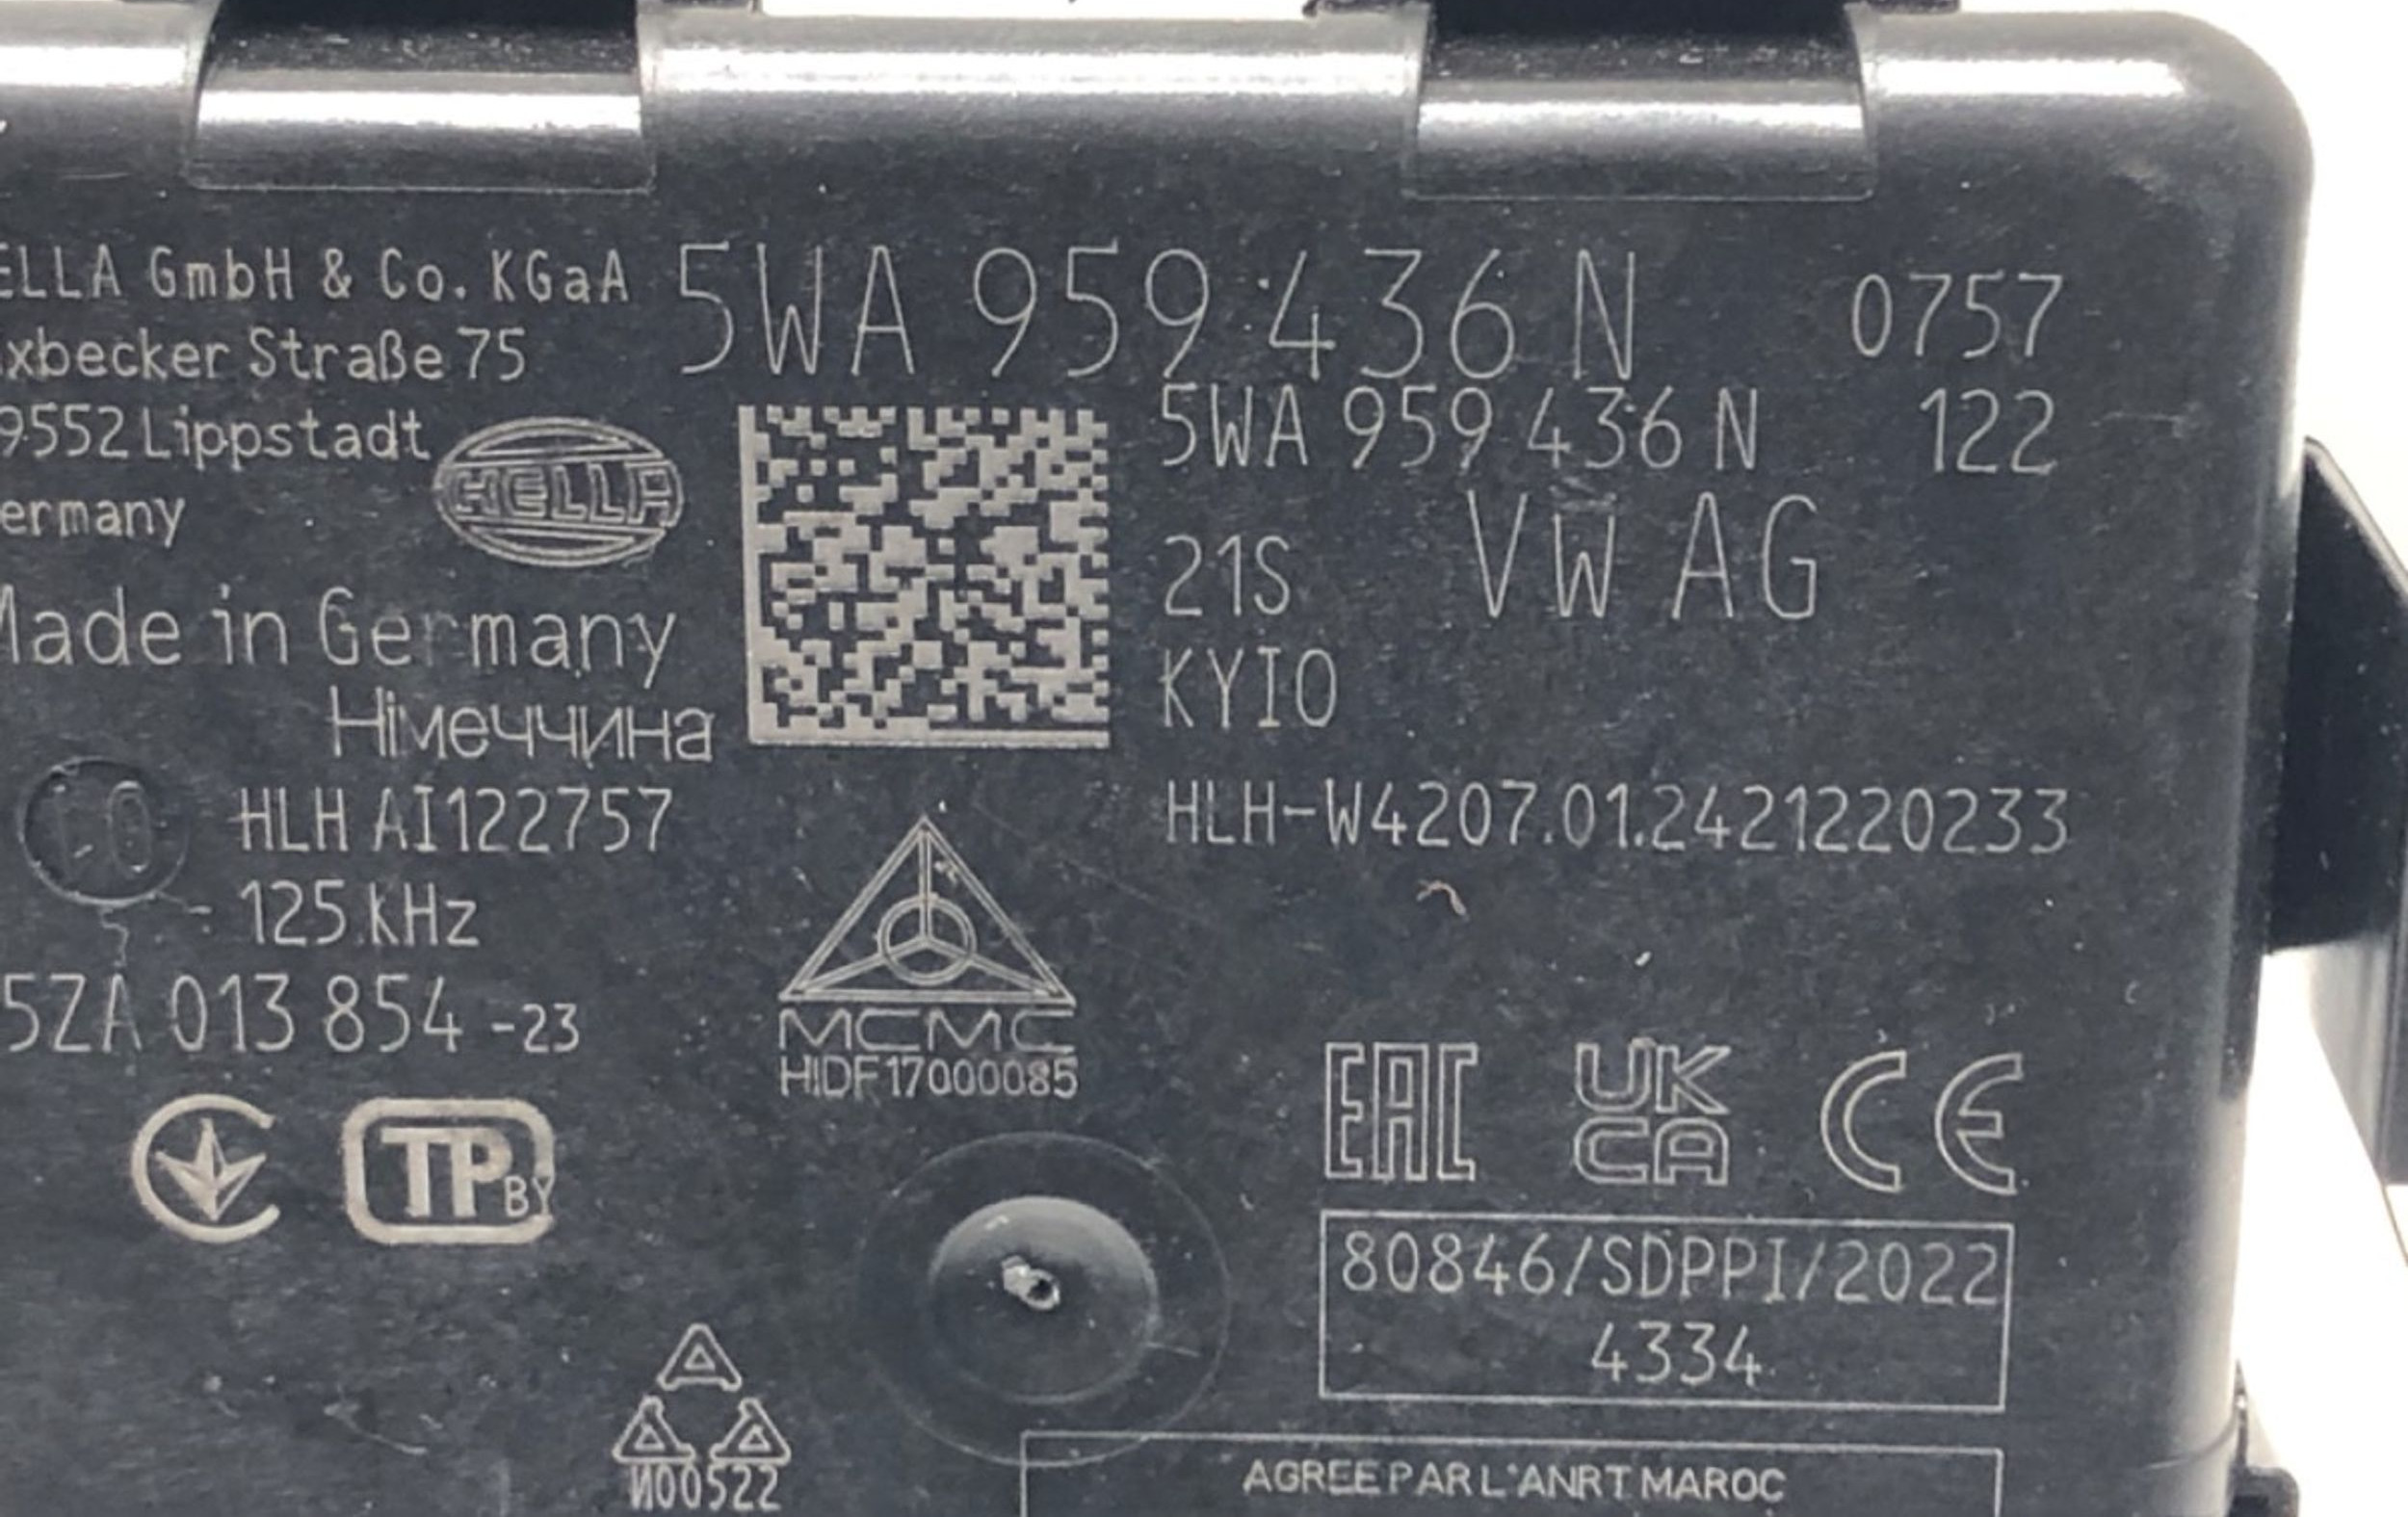 ELLA GmbH & Co. KGaA
xbecker Straße 75
9552 Lippstadt
ermany
HELLA
Made in Germany
Німеччина
HLH AI122757
125 kHz
5ZA 013 854 -23
TP BY
И00522
5WA 959 436 N
0757
5WA 959 436 N
122
21S
VW AG
KYIO
HLH-W4207.01.2421220233
MCMC
HIDF17000085
EAC
UK
CA
CE
80846/SDPPI/2022
4334
AGREE PAR L'ANRT MAROC